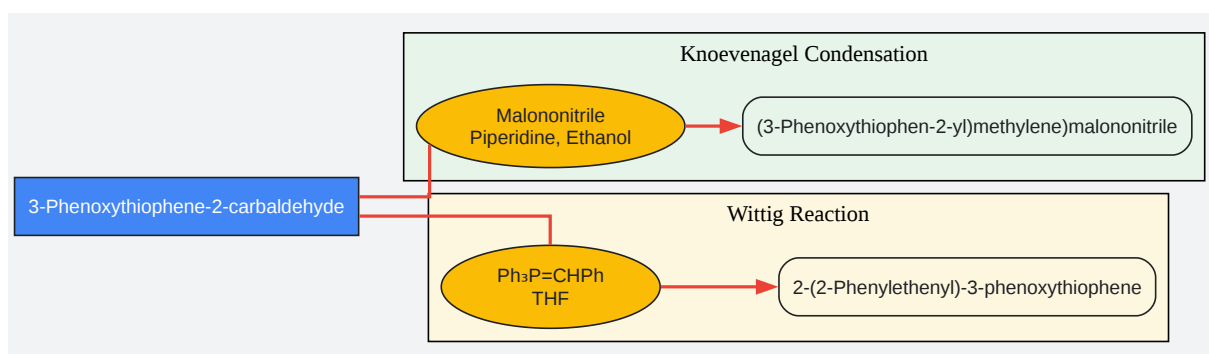 Knoevenagel Condensation
Malononitrile
Piperidine, Ethanol
(3-Phenoxythiophen-2-yl)methylene)malononitrile
3-Phenoxythiophene-2-carbaldehyde
Wittig Reaction
Ph₃P=CHPh
THF
2-(2-Phenylethenyl)-3-phenoxythiophene